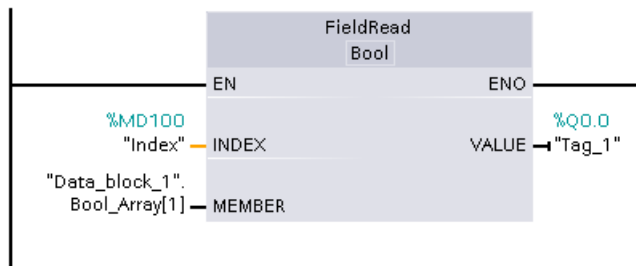 FieldRead
Bool
EN ENO
%MD100 %Q0.0
"Index" INDEX VALUE "Tag_1"
"Data_block_1".
Bool_Array[1] MEMBER